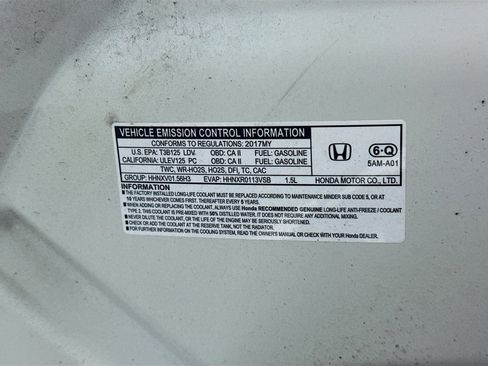 VEHICLE EMISSION CONTROL INFORMATION
CONFORMS TO REGULATIONS: 2017MY
U.S. EPA: T3B125 LDV OBD: CA II FUEL: GASOLINE
CALIFORNIA: ULEV125 PC OBD: CA II FUEL: GASOLINE
TWC, WR-HO2S, HO2S, DFI, TC, CAC
GROUP: HHNXV01.56H3 EVAP: HHNXR0113VSB 1.5L
HONDA
6-Q
5AM-A01
HONDA MOTOR CO., LTD.
INFORMATION
■ THE FACTORY INSTALLED LONG-LIFE COOLANT MUST BE REPLACED ACCORDING TO MAINTENANCE MINDER SUB CODE 5, OR AT
10 YEARS WHICHEVER COMES FIRST. THEREAFTER EVERY 5 YEARS.
■ WHEN ADDING OR REPLACING THE COOLANT, ALWAYS USE Honda GENUINE LONG-LIFE ANTI-FREEZE / COOLANT
TYPE 2. THIS COOLANT IS PRE-MIXED WITH 50% DISTILLED WATER. IT DOES NOT REQUIRE ANY ADDITIONAL MIXING.
■ NEVER DILUTE, OR THE LIFE OF THE ENGINE MAY BE SERIOUSLY SHORTENED.
■ CHECK AND ADD THE COOLANT AT THE RESERVE TANK, NOT THE RADIATOR.
■ FOR FURTHER INFORMATION ON THE COOLING SYSTEM, READ THE OWNER'S MANUAL OR ASK YOUR Honda DEALER.